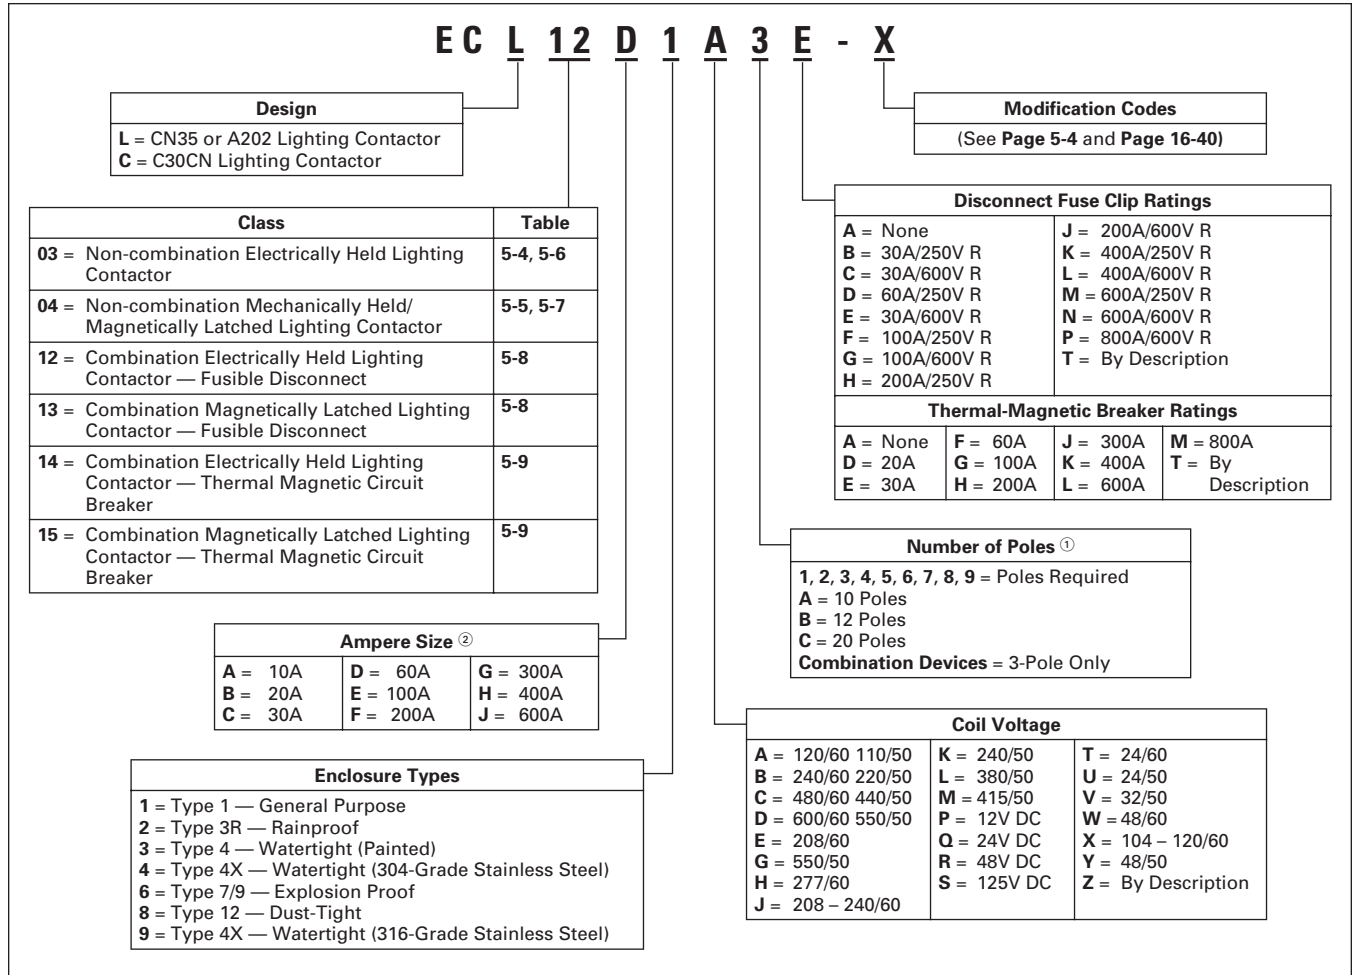 E C L 1 2 D 1 A 3 E - X
Design
L = CN35 or A202 Lighting Contactor
C = C30CN Lighting Contactor
Modification Codes
(See Page 5-4 and Page 16-40)
Class Table
03 = Non-combination Electrically Held Lighting 5-4, 5-6
Contactor
04 = Non-combination Mechanically Held/ 5-5, 5-7
Magnetically Latched Lighting Contactor
12 = Combination Electrically Held Lighting 5-8
Contactor — Fusible Disconnect
13 = Combination Magnetically Latched Lighting 5-8
Contactor — Fusible Disconnect
14 = Combination Electrically Held Lighting 5-9
Contactor — Thermal Magnetic Circuit
Breaker
15 = Combination Magnetically Latched Lighting 5-9
Contactor — Thermal Magnetic Circuit
Breaker
Disconnect Fuse Clip Ratings
A = None J = 200A/600V R
B = 30A/250V R K = 400A/250V R
C = 30A/600V R L = 400A/600V R
D = 60A/250V R M = 600A/250V R
E = 30A/600V R N = 600A/600V R
F = 100A/250V R P = 800A/600V R
G = 100A/600V R T = By Description
H = 200A/250V R
Thermal-Magnetic Breaker Ratings
A = None F = 60A J = 300A M = 800A
D = 20A G = 100A K = 400A T = By
E = 30A H = 200A L = 600A Description
Number of Poles ①
1, 2, 3, 4, 5, 6, 7, 8, 9 = Poles Required
A = 10 Poles
B = 12 Poles
C = 20 Poles
Combination Devices = 3-Pole Only
Ampere Size ②
A = 10A D = 60A G = 300A
B = 20A E = 100A H = 400A
C = 30A F = 200A J = 600A
Coil Voltage
A = 120/60 110/50 K = 240/50 T = 24/60
B = 240/60 220/50 L = 380/50 U = 24/50
C = 480/60 440/50 M = 415/50 V = 32/50
D = 600/60 550/50 P = 12V DC W = 48/60
E = 208/60 Q = 24V DC X = 104 – 120/60
G = 550/50 R = 48V DC Y = 48/50
H = 277/60 S = 125V DC Z = By Description
J = 208 – 240/60
Enclosure Types
1 = Type 1 — General Purpose
2 = Type 3R — Rainproof
3 = Type 4 — Watertight (Painted)
4 = Type 4X — Watertight (304-Grade Stainless Steel)
6 = Type 7/9 — Explosion Proof
8 = Type 12 — Dust-Tight
9 = Type 4X — Watertight (316-Grade Stainless Steel)